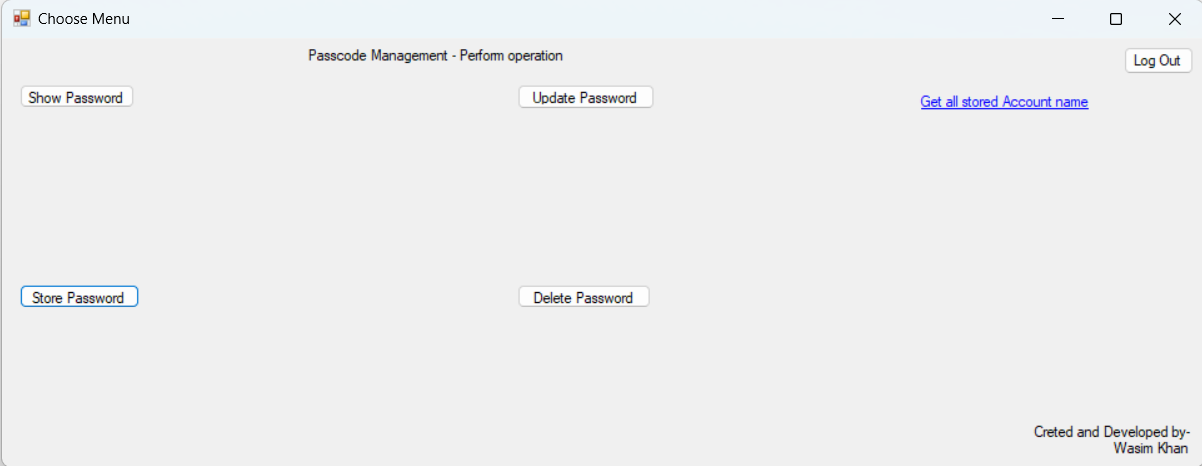 Choose Menu
Passcode Management - Perform operation
Log Out
Show Password
Update Password
Get all stored Account name
Store Password
Delete Password
Creted and Developed by-
Wasim Khan